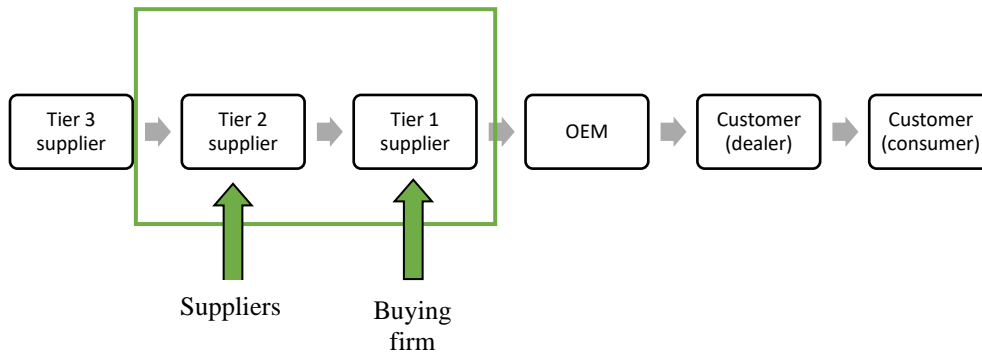 Tier 3
supplier
Tier 2
supplier
Tier 1
supplier
OEM
Customer
(dealer)
Customer
(consumer)
Suppliers
Buying
firm